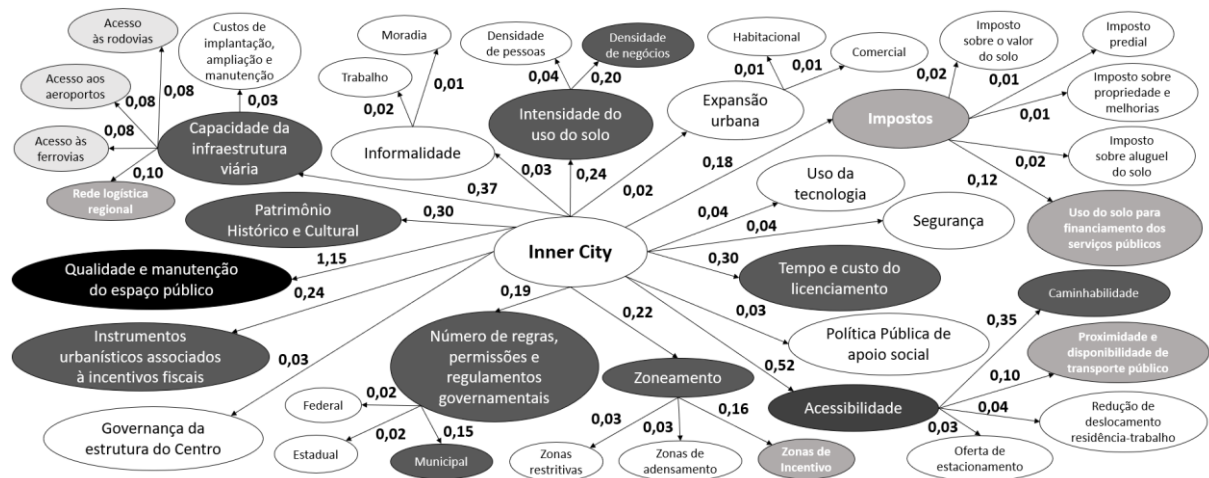 Acesso
às rodovias
Custos de
implantação,
ampliação e
manutenção
Acesso aos
aeroportos
Acesso às
ferrovias
Rede logística
regional
0,08
0,08
0,08
0,03
0,10
Capacidade da
infraestrutura
viária
0,37
Moradia
Trabalho
0,01
0,02
Informalidade
0,03
Densidade
de pessoas
Densidade
de negócios
0,04
0,20
Intensidade do
uso do solo
0,24
Habitacional
Comercial
0,01
0,01
Expansão
urbana
0,02
Imposto
sobre o valor
do solo
Imposto
predial
Imposto sobre
propriedade e
melhorias
Imposto
sobre aluguel
do solo
Uso do solo para
financiamento dos
serviços públicos
0,02
0,01
0,01
0,02
0,12
Impostos
0,18
Uso da
tecnologia
0,04
Segurança
0,04
Patrimônio
Histórico e Cultural
0,30
Inner City
Qualidade e manutenção
do espaço público
1,15
Tempo e custo do
licenciamento
0,30
Instrumentos
urbanísticos associados
à incentivos fiscais
0,24
Governança da
estrutura do Centro
0,03
Número de regras,
permissões e
regulamentos
governamentais
0,19
Federal
0,02
Estadual
0,02
Municipal
0,15
Zoneamento
0,22
Zonas
restritivas
0,03
Zonas de
adensamento
0,03
Zonas de
Incentivo
0,16
Política Pública de
apoio social
0,03
Acessibilidade
0,52
Caminhabilidade
0,35
Proximidade e
disponibilidade de
transporte público
0,10
Redução de
deslocamento
residência-trabalho
0,04
Oferta de
estacionamento
0,03